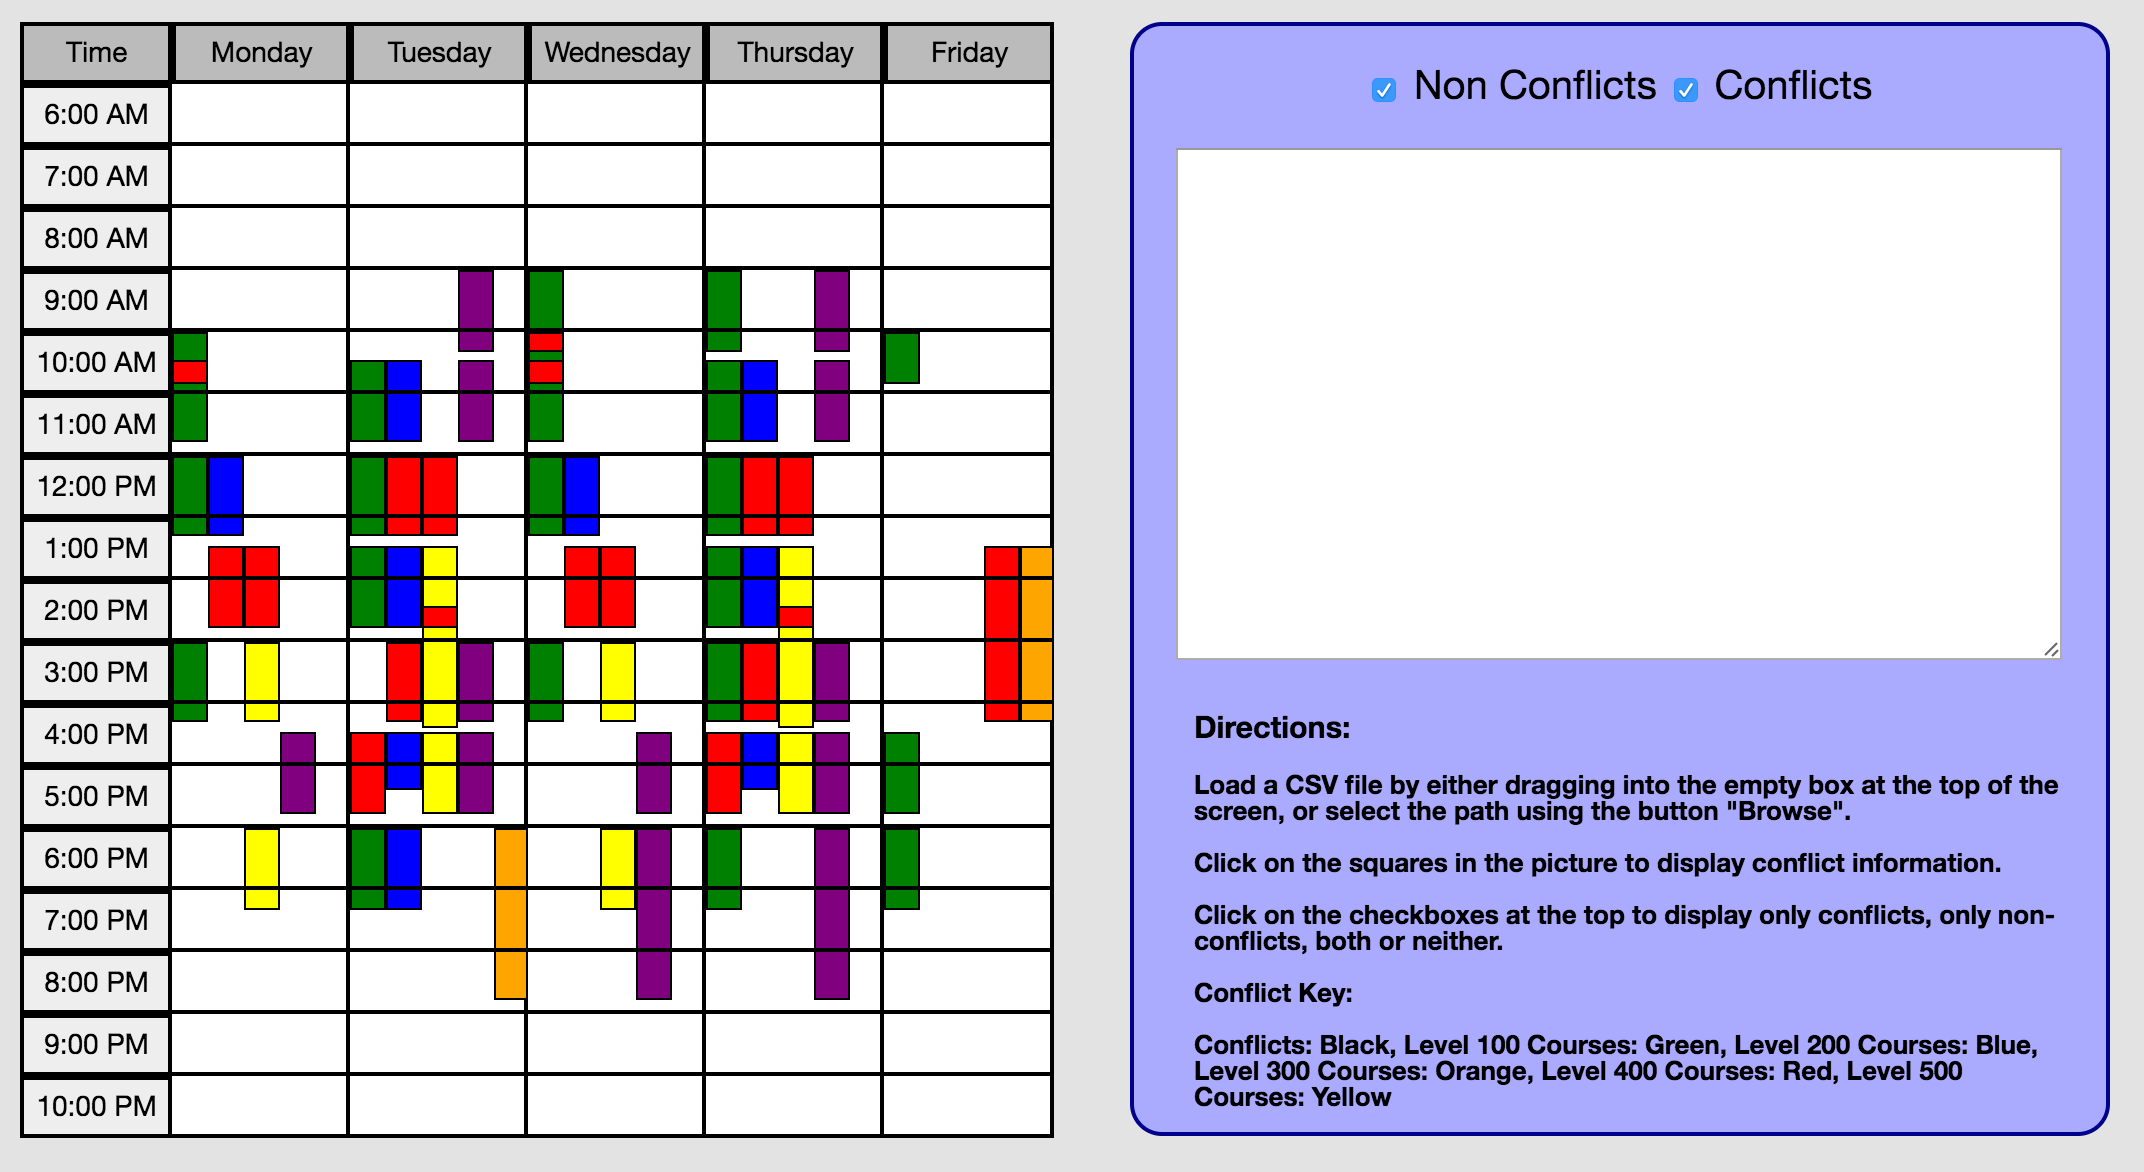 Time Monday Tuesday Wednesday Thursday Friday
6:00 AM
7:00 AM
8:00 AM
9:00 AM
10:00 AM
11:00 AM
12:00 PM
1:00 PM
2:00 PM
3:00 PM
4:00 PM
5:00 PM
6:00 PM
7:00 PM
8:00 PM
9:00 PM
10:00 PM
Non Conflicts Conflicts
Directions:
Load a CSV file by either dragging into the empty box at the top of the
screen, or select the path using the button "Browse".
Click on the squares in the picture to display conflict information.
Click on the checkboxes at the top to display only conflicts, only non-
conflicts, both or neither.
Conflict Key:
Conflicts: Black, Level 100 Courses: Green, Level 200 Courses: Blue,
Level 300 Courses: Orange, Level 400 Courses: Red, Level 500
Courses: Yellow